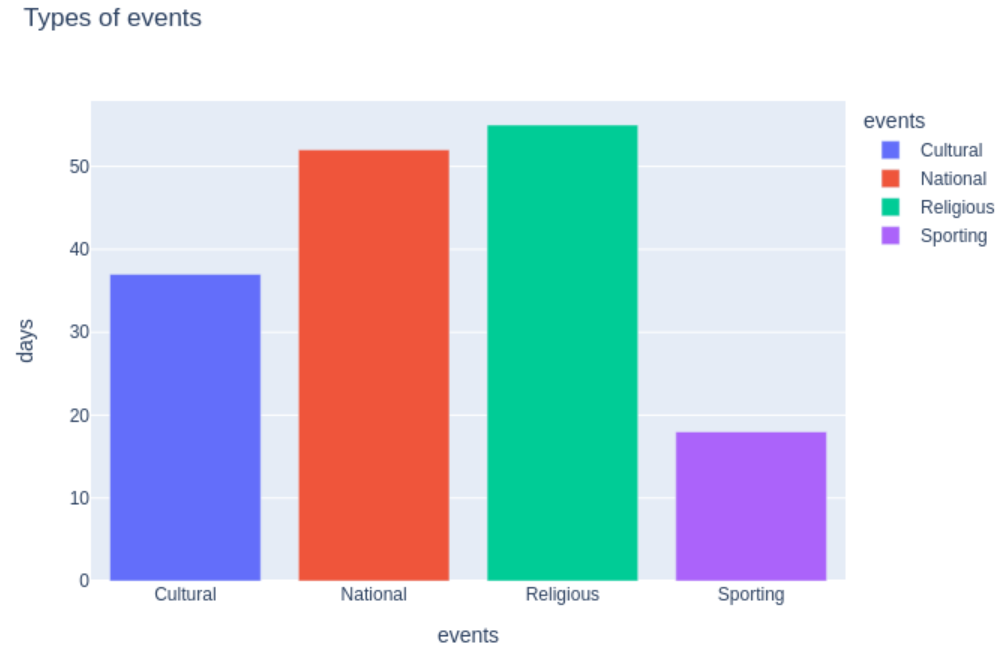 Types of events
days
50
40
30
20
10
0
Cultural
National
Religious
Sporting
events
events
Cultural
National
Religious
Sporting